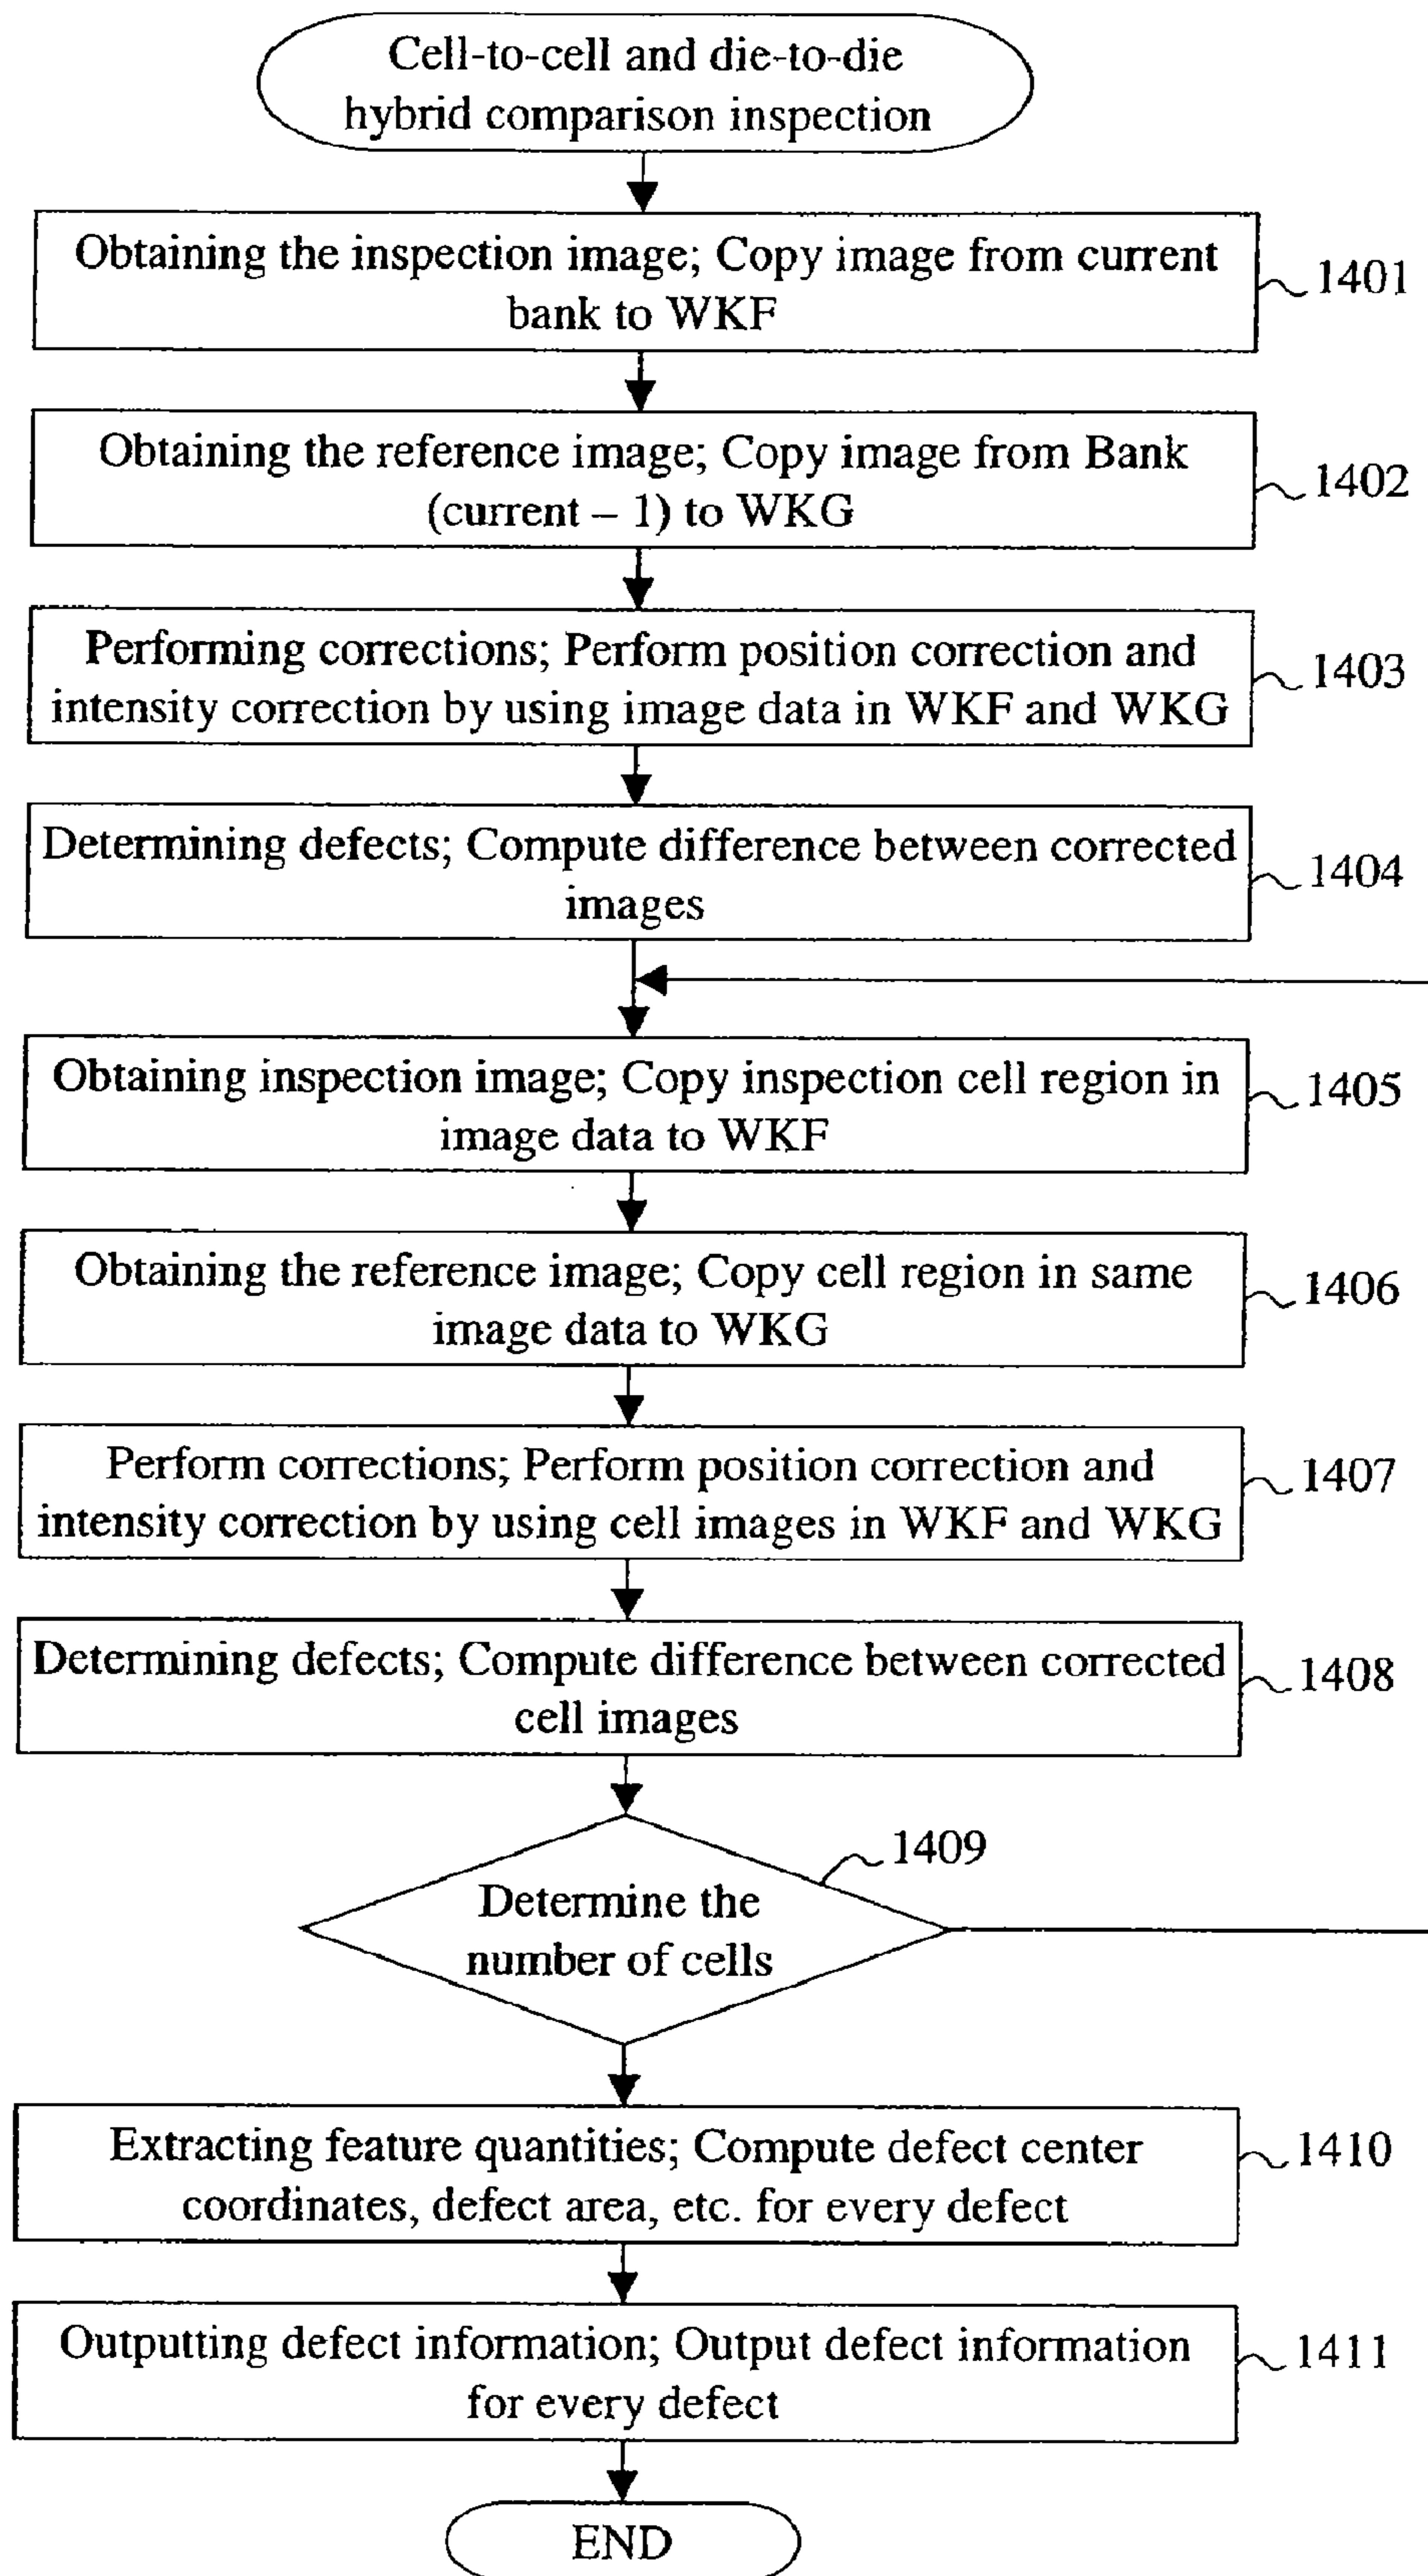 Cell-to-cell and die-to-die
hybrid comparison inspection
Obtaining the inspection image; Copy image from current
bank to WKF
1401
Obtaining the reference image; Copy image from Bank
(current – 1) to WKG
1402
Performing corrections; Perform position correction and
intensity correction by using image data in WKF and WKG
1403
Determining defects; Compute difference between corrected
images
1404
Obtaining inspection image; Copy inspection cell region in
image data to WKF
1405
Obtaining the reference image; Copy cell region in same
image data to WKG
1406
Perform corrections; Perform position correction and
intensity correction by using cell images in WKF and WKG
1407
Determining defects; Compute difference between corrected
cell images
1408
1409
Determine the
number of cells
Extracting feature quantities; Compute defect center
coordinates, defect area, etc. for every defect
1410
Outputting defect information; Output defect information
for every defect
1411
END